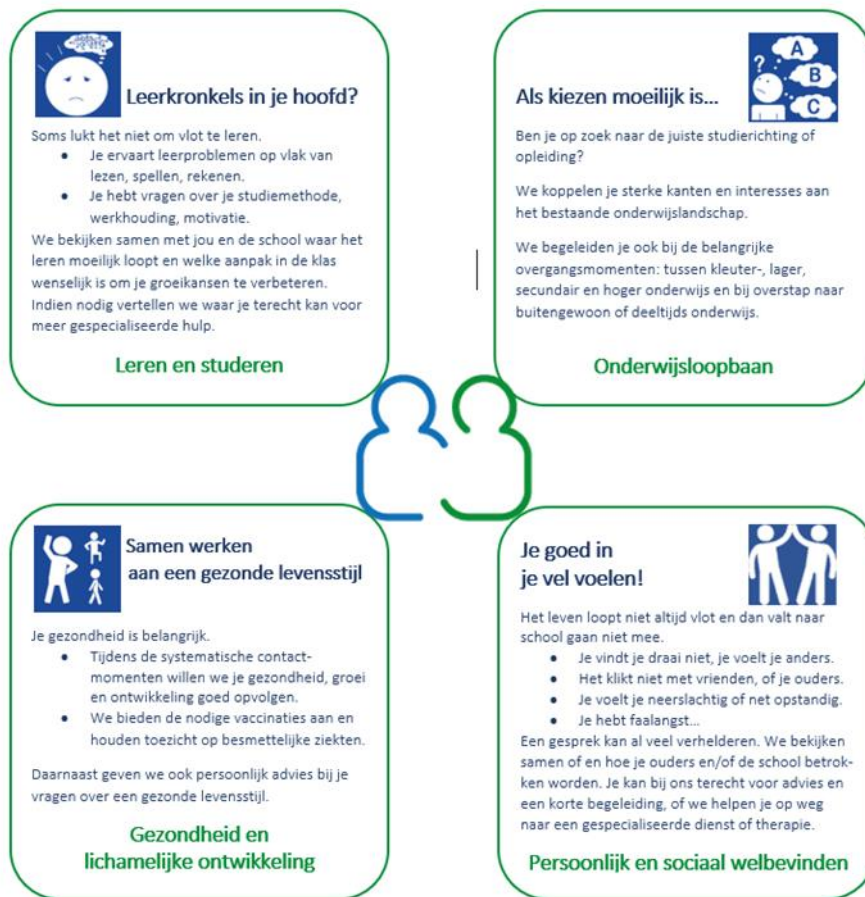 Leerkronkels in je hoofd?
Soms lukt het niet om vlot te leren.
• Je ervaart leerproblemen op vlak van
lezen, spellen, rekenen.
• Je hebt vragen over je studiemethode,
werkhouding, motivatie.
We bekijken samen met jou en de school waar het
leren moeilijk loopt en welke aanpak in de klas
wenselijk is om je groeikansen te verbeteren.
Indien nodig vertellen we waar je terecht kan voor
meer gespecialiseerde hulp.
Leren en studeren
Als kiezen moeilijk is...
?
A
B
C
Ben je op zoek naar de juiste studierichting of
opleiding?
We koppelen je sterke kanten en interesses aan
het bestaande onderwijslandschap.
We begeleiden je ook bij de belangrijke
overgangsmomenten: tussen kleuter-, lager,
secundair en hoger onderwijs en bij overstap naar
buitengewoon of deeltijds onderwijs.
Onderwijsloopbaan
Samen werken
aan een gezonde levensstijl
Je gezondheid is belangrijk.
• Tijdens de systematische contact-
momenten willen we je gezondheid, groei
en ontwikkeling goed opvolgen.
• We bieden de nodige vaccinaties aan en
houden toezicht op besmettelijke ziekten.
Daarnaast geven we ook persoonlijk advies bij je
vragen over een gezonde levensstijl.
Gezondheid en
lichamelijke ontwikkeling
Je goed in
je vel voelen!
Het leven loopt niet altijd vlot en dan valt naar
school gaan niet mee.
• Je vindt je draai niet, je voelt je anders.
• Het klikt niet met vrienden, of je ouders.
• Je voelt je neerslachtig of net opstandig.
• Je hebt faalangst...
Een gesprek kan al veel verhelderen. We bekijken
samen of en hoe je ouders en/of de school betrok-
ken worden. Je kan bij ons terecht voor advies en
een korte begeleiding, of we helpen je op weg
naar een gespecialiseerde dienst of therapie.
Persoonlijk en sociaal welbevinden